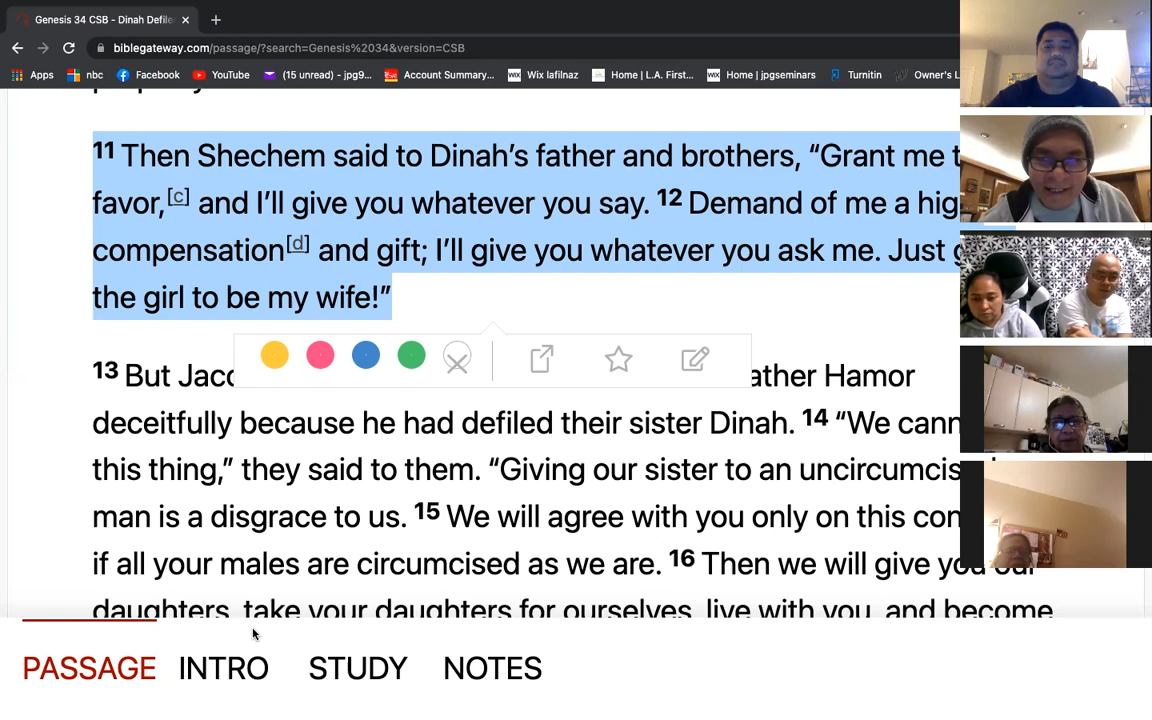 Genesis 34 CSB - Dinah Defile
biblegateway.com/passage/?search=Genesis%2034&version=CSB
Apps nbc Facebook YouTube (15 unread) - jpg9... Account Summary... Wix lafilnaz Home | L.A. First... Home | jpgseminars Turnitin Owner's L
11 Then Shechem said to Dinah’s father and brothers, “Grant me
favor,[c] and I’ll give you whatever you say. 12 Demand of me a hig
compensation[d] and gift; I’ll give you whatever you ask me. Just
the girl to be my wife!”
13 But Jaco ather Hamor
deceitfully because he had defiled their sister Dinah. 14 “We cann
this thing,” they said to them. “Giving our sister to an uncircumcis
man is a disgrace to us. 15 We will agree with you only on this con
if all your males are circumcised as we are. 16 Then we will give you our
daughters, take your daughters for ourselves, live with you, and become
PASSAGE INTRO STUDY NOTES